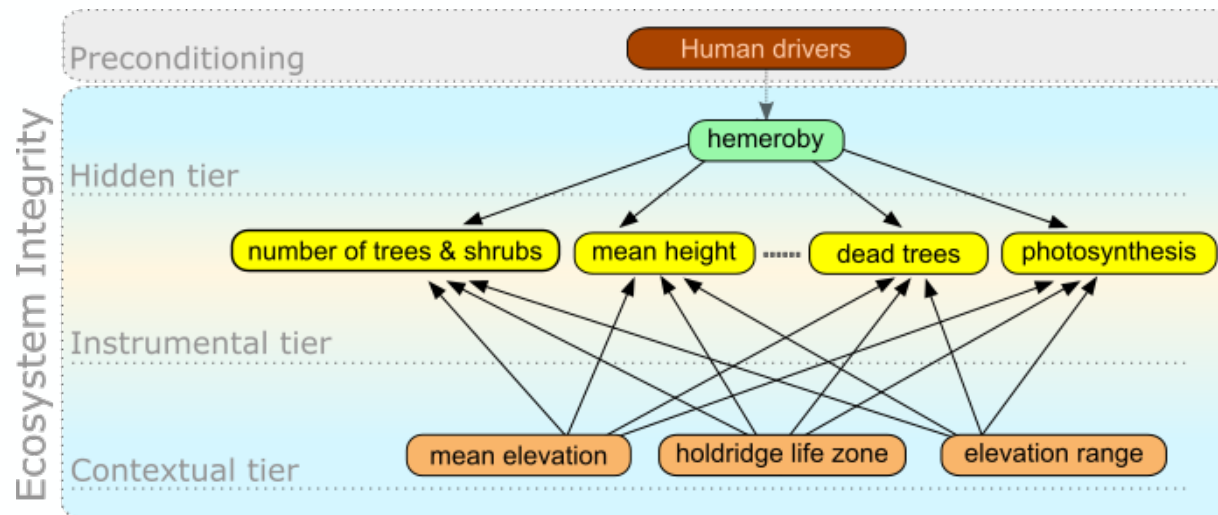 Preconditioning
Human drivers
Ecosystem Integrity
hemeroby
Hidden tier
number of trees & shrubs
mean height
dead trees
photosynthesis
Instrumental tier
mean elevation
holdridge life zone
elevation range
Contextual tier